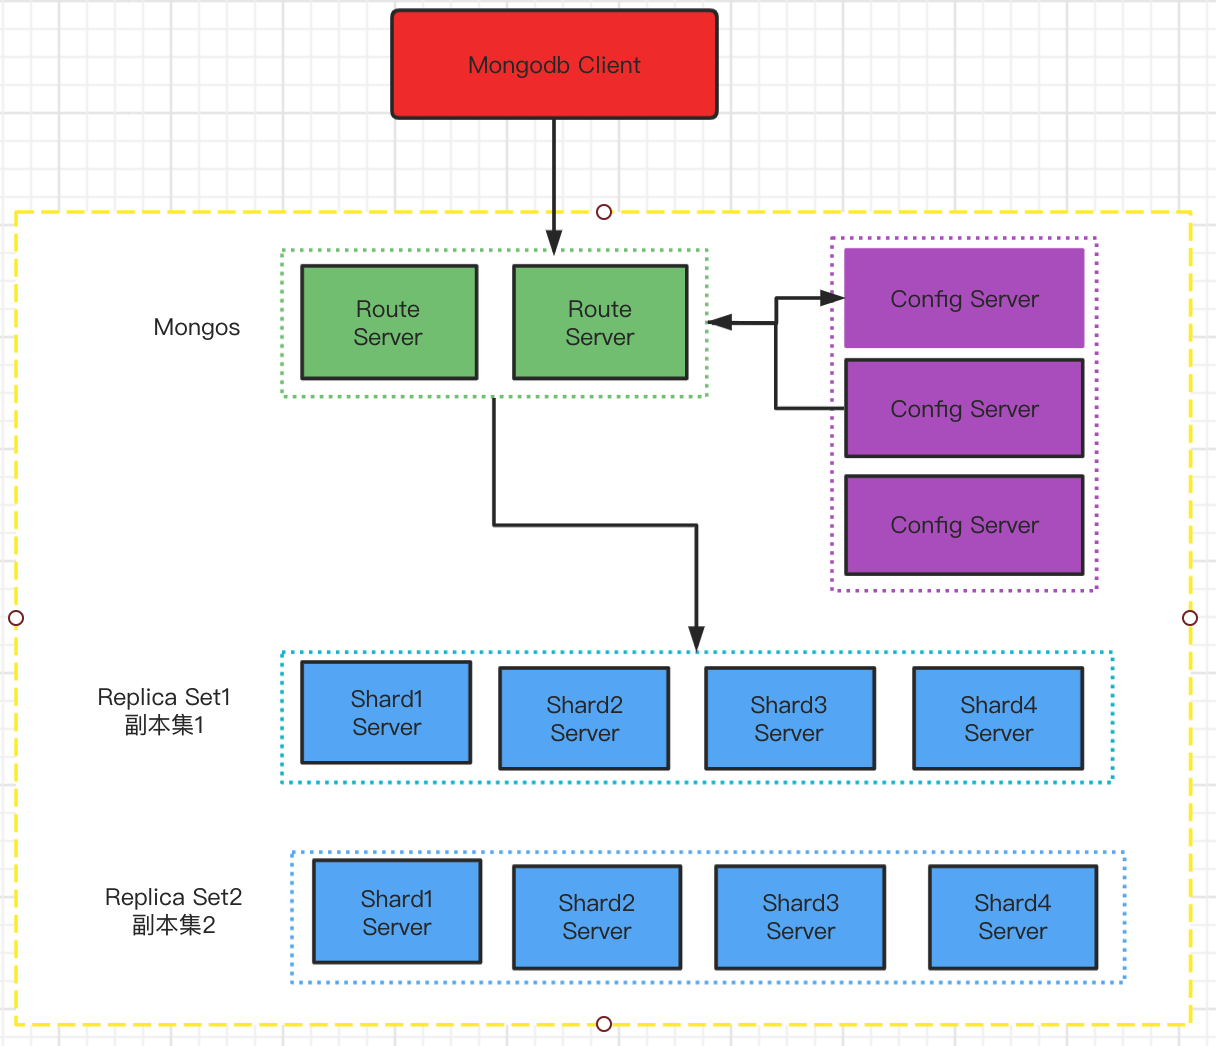 Mongodb Client
Mongos
Route
Server
Route
Server
Config Server
Config Server
Config Server
Replica Set1
副本集1
Shard1
Server
Shard2
Server
Shard3
Server
Shard4
Server
Replica Set2
副本集2
Shard1
Server
Shard2
Server
Shard3
Server
Shard4
Server